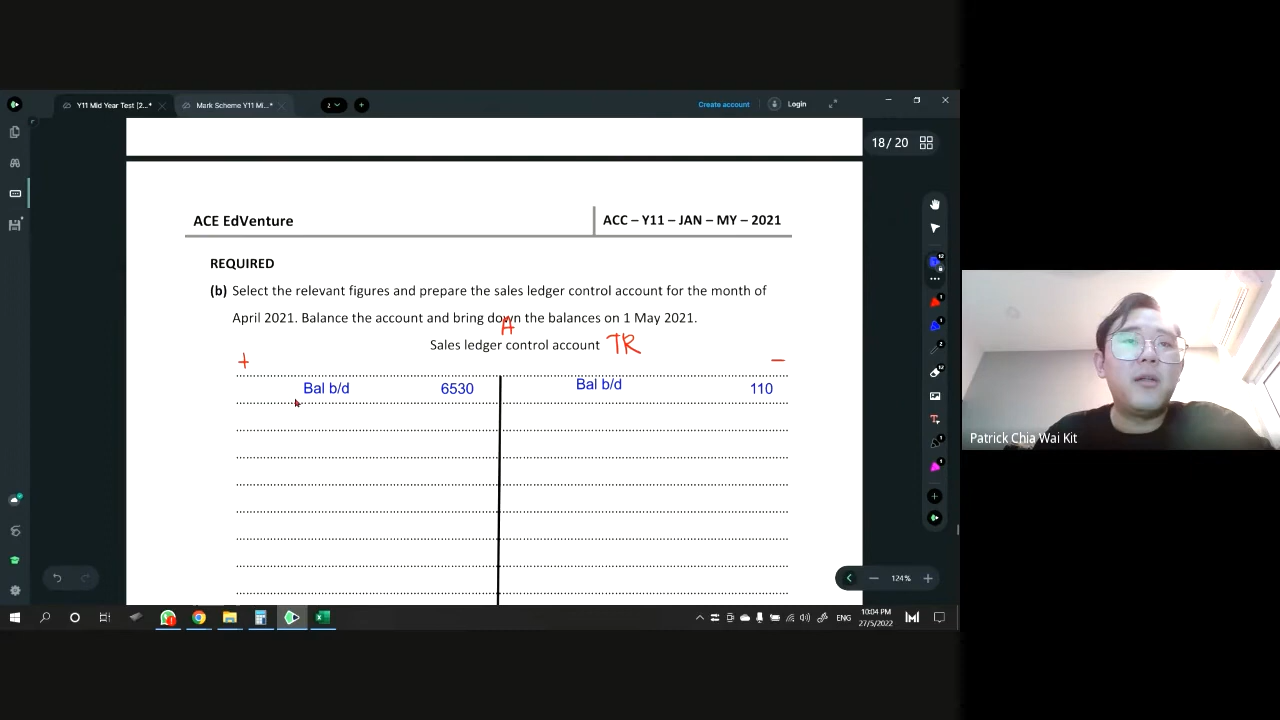 Y11 Mid Year Test [2...*
Mark Scheme Y11 Mi...*
2
Create account
Login
18 / 20
ACE EdVenture
ACC – Y11 – JAN – MY – 2021
REQUIRED
(b) Select the relevant figures and prepare the sales ledger control account for the month of
April 2021. Balance the account and bring down the balances on 1 May 2021.
A
Sales ledger control account TR
+ −
Bal b/d 6530 Bal b/d 110
Patrick Chia Wai Kit
124%
ENG
10:04 PM
27/5/2022